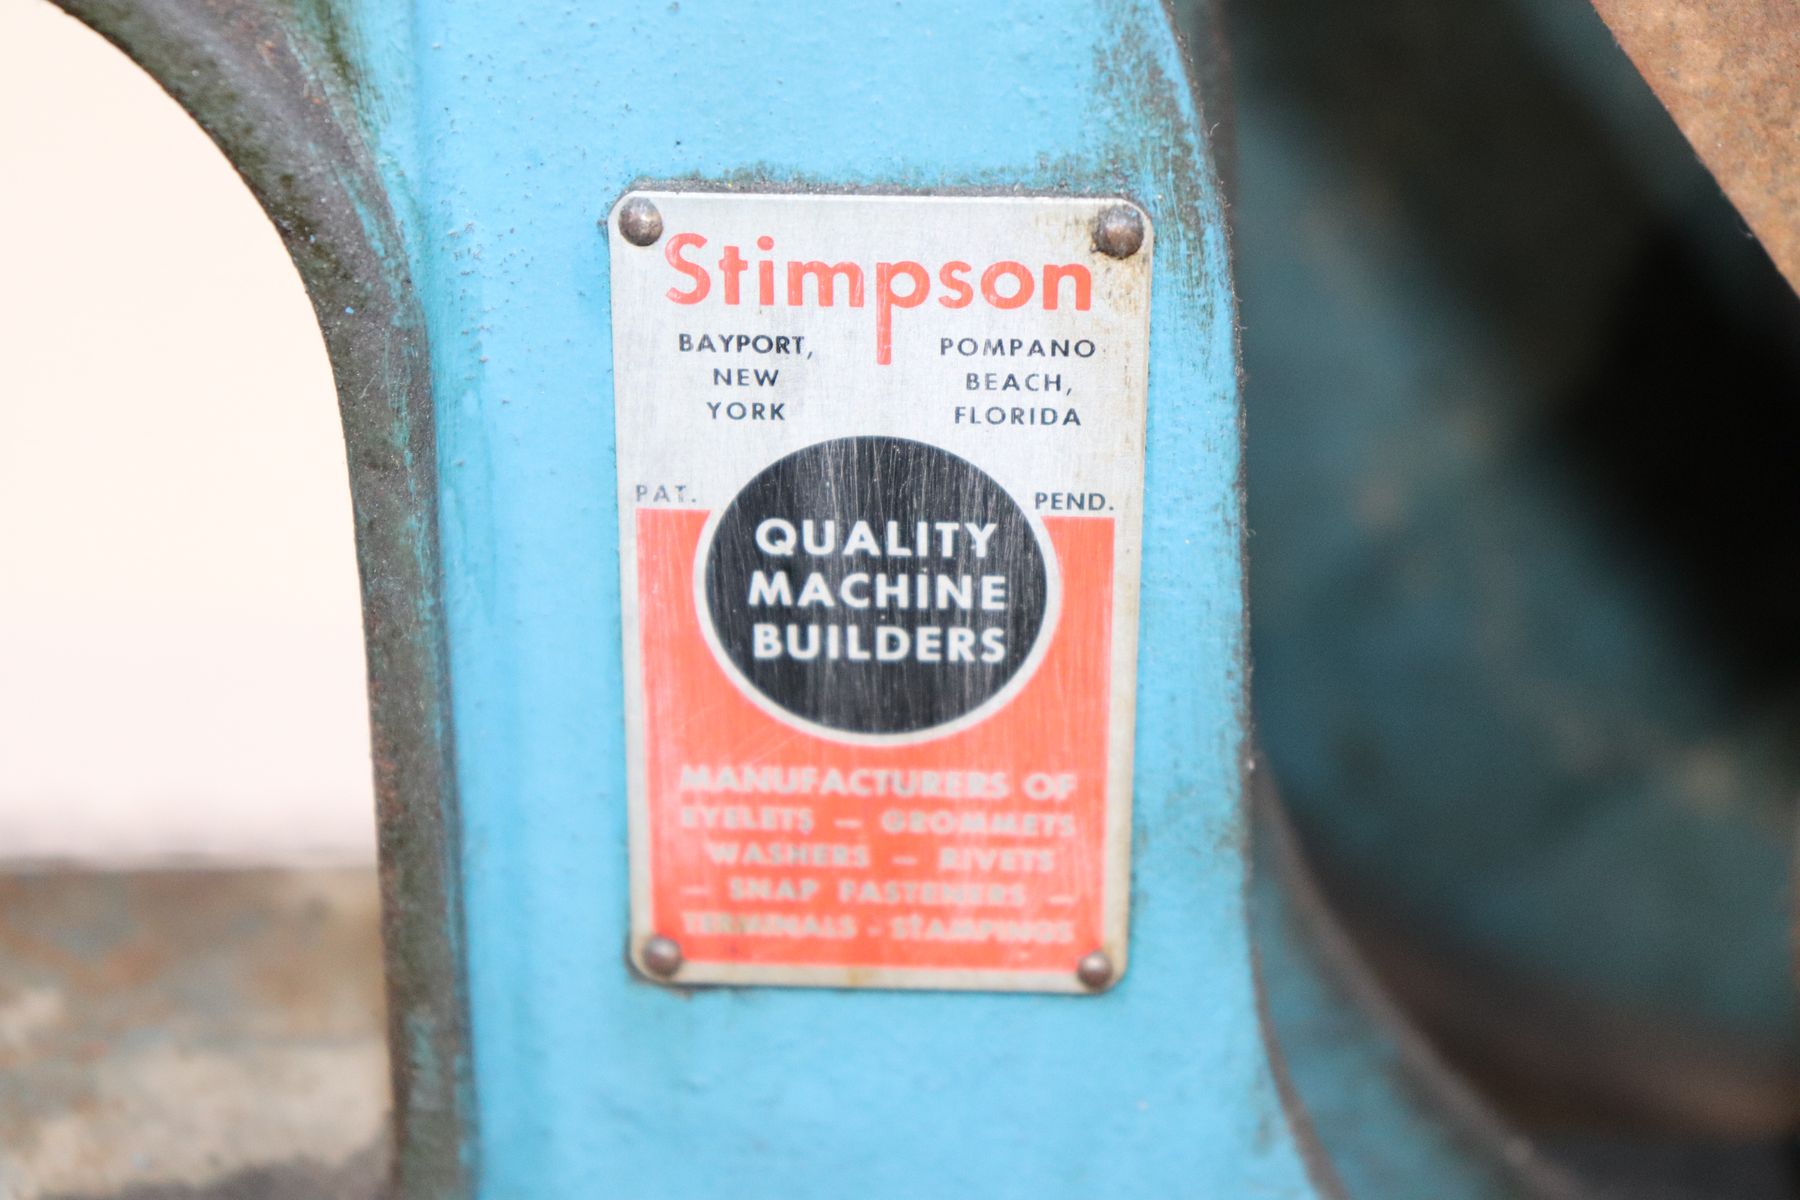 Stimpson
BAYPORT,
NEW
YORK
POMPANO
BEACH,
FLORIDA
PAT.
PEND.
QUALITY
MACHINE
BUILDERS
MANUFACTURERS OF
EYELETS — GROMMETS
WASHERS — RIVETS
— SNAP FASTENERS —
TERMINALS - STAMPINGS